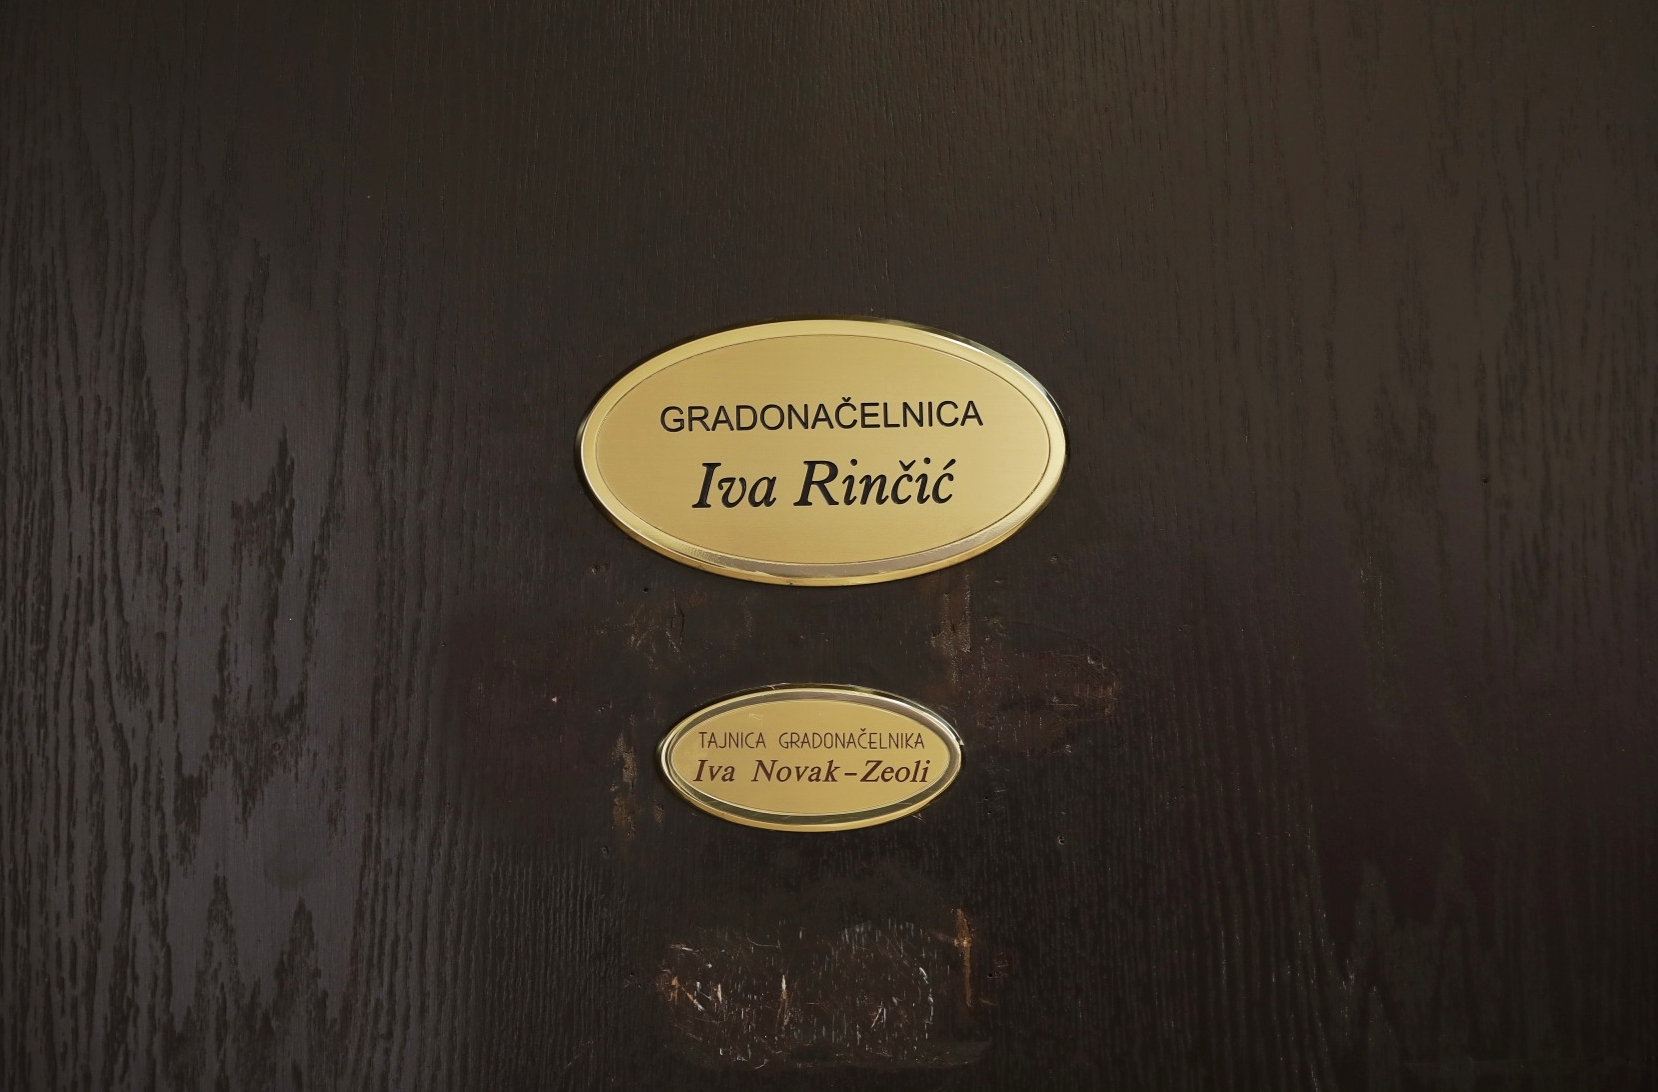 GRADONAČELNICA
Iva Rinčić
TAJNICA GRADONAČELNIKA
Iva Novak-Zeoli